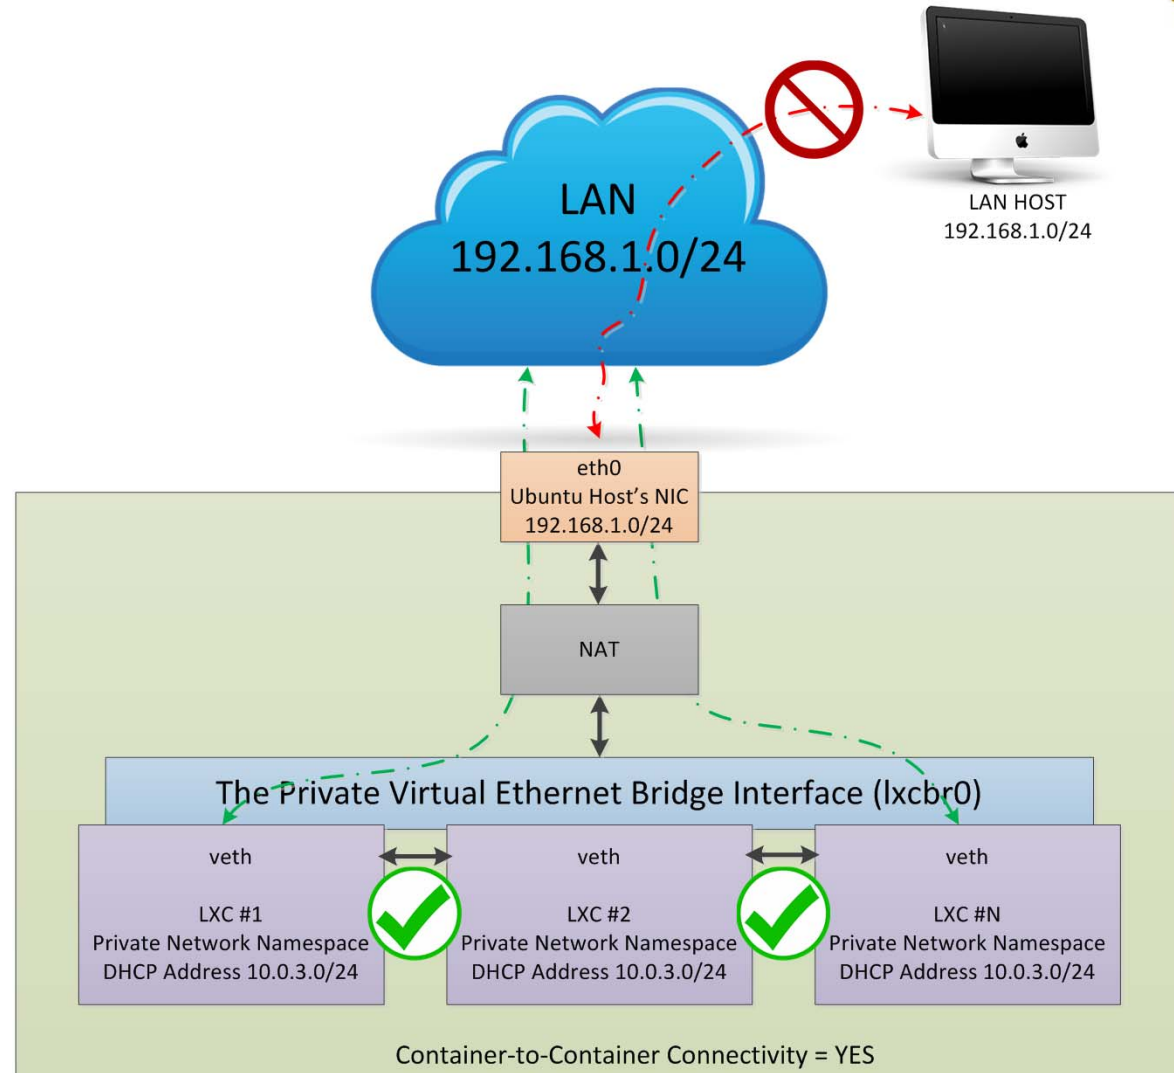 LAN
192.168.1.0/24
LAN HOST
192.168.1.0/24
eth0
Ubuntu Host’s NIC
192.168.1.0/24
NAT
The Private Virtual Ethernet Bridge Interface (lxcbr0)
veth
LXC #1
Private Network Namespace
DHCP Address 10.0.3.0/24
veth
LXC #2
Private Network Namespace
DHCP Address 10.0.3.0/24
veth
LXC #N
Private Network Namespace
DHCP Address 10.0.3.0/24
Container-to-Container Connectivity = YES